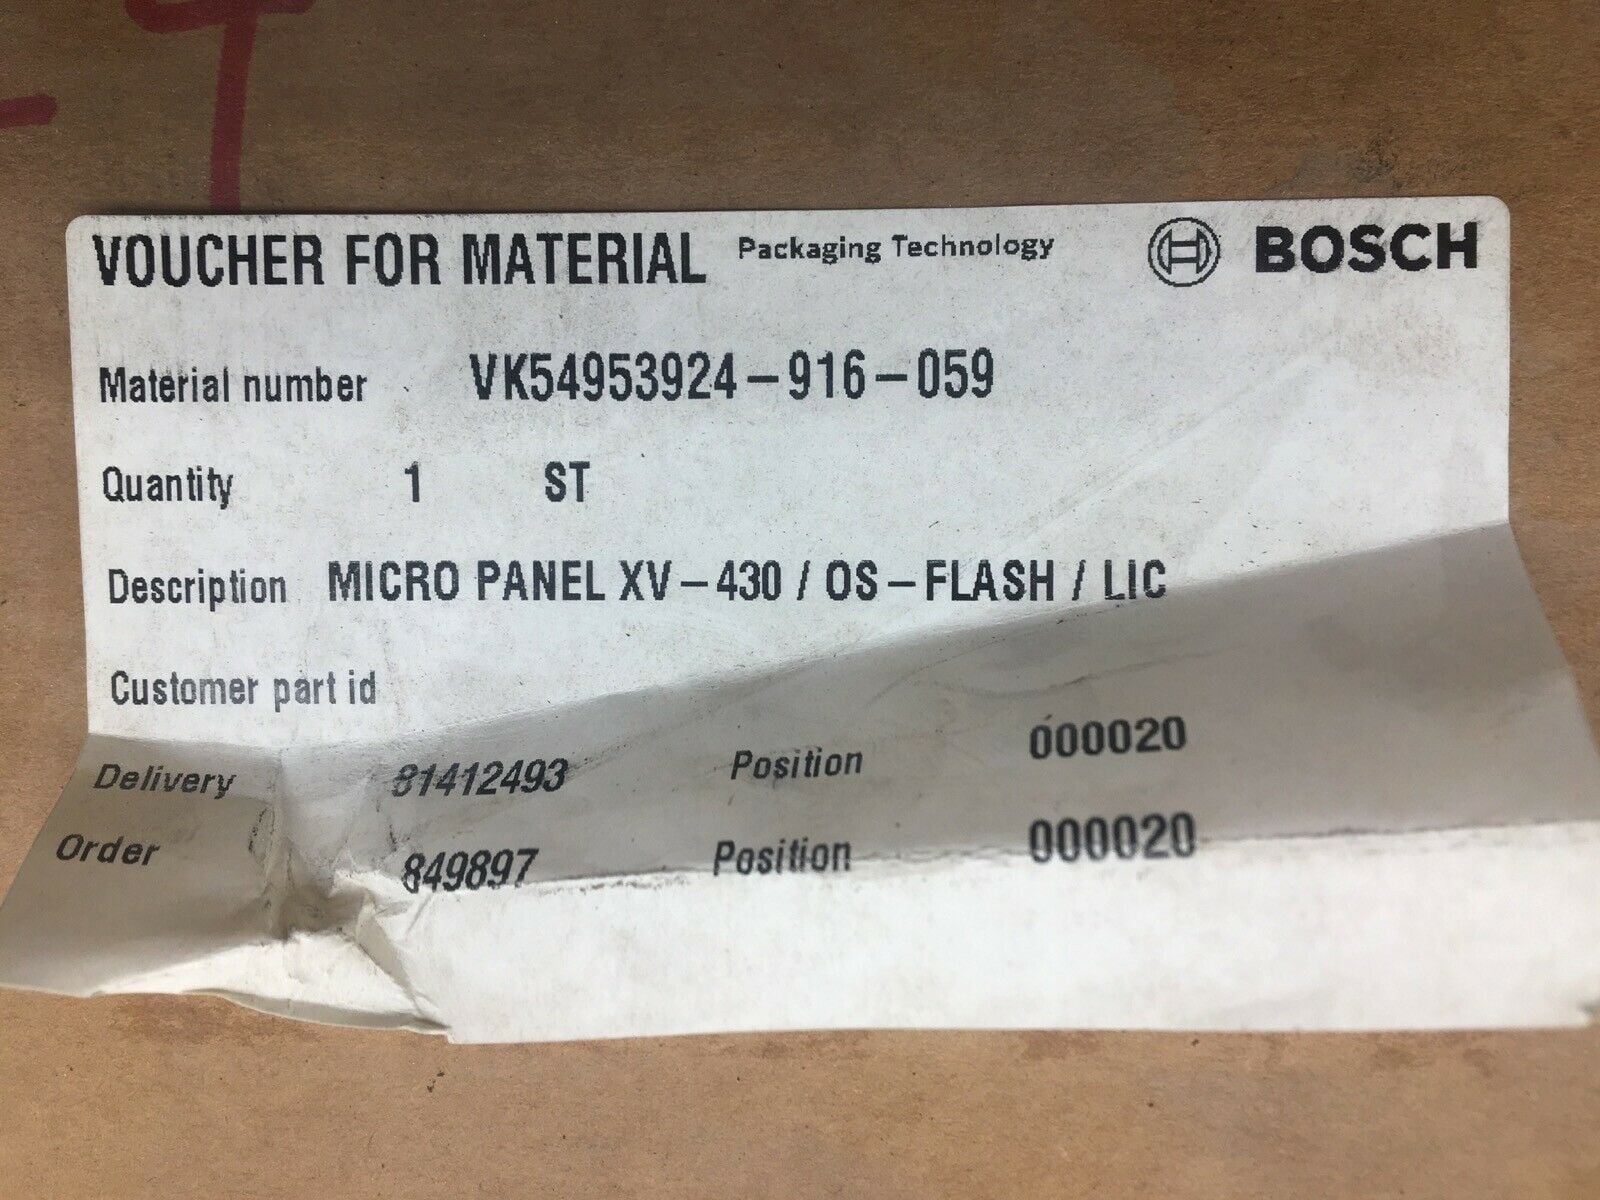 VOUCHER FOR MATERIAL Packaging Technology BOSCH
Material number VK54953924-916-059
Quantity 1 ST
Description MICRO PANEL XV-430 / OS-FLASH / LIC
Customer part id
Delivery 81412493 Position 000020
Order 849897 Position 000020